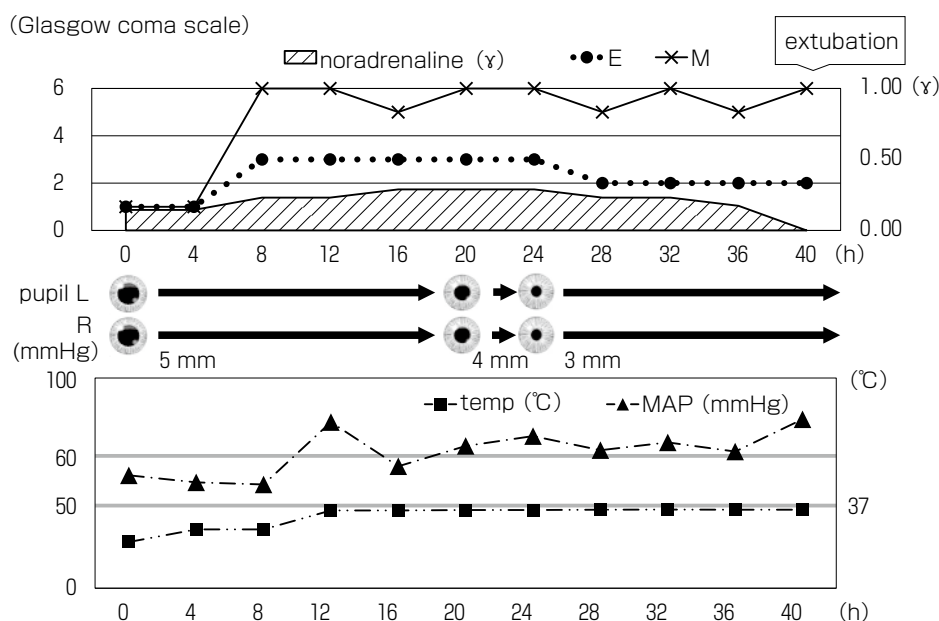 (Glasgow coma scale)
extubation
noradrenaline (γ) E M
6 1.00 (γ)
4
0.50
2
0 0.00
0 4 8 12 16 20 24 28 32 36 40 (h)
pupil L
R
(mmHg) 5 mm 4 mm 3 mm
100 (℃)
temp (℃) MAP (mmHg)
60
50 37
0
0 4 8 12 16 20 24 28 32 36 40 (h)